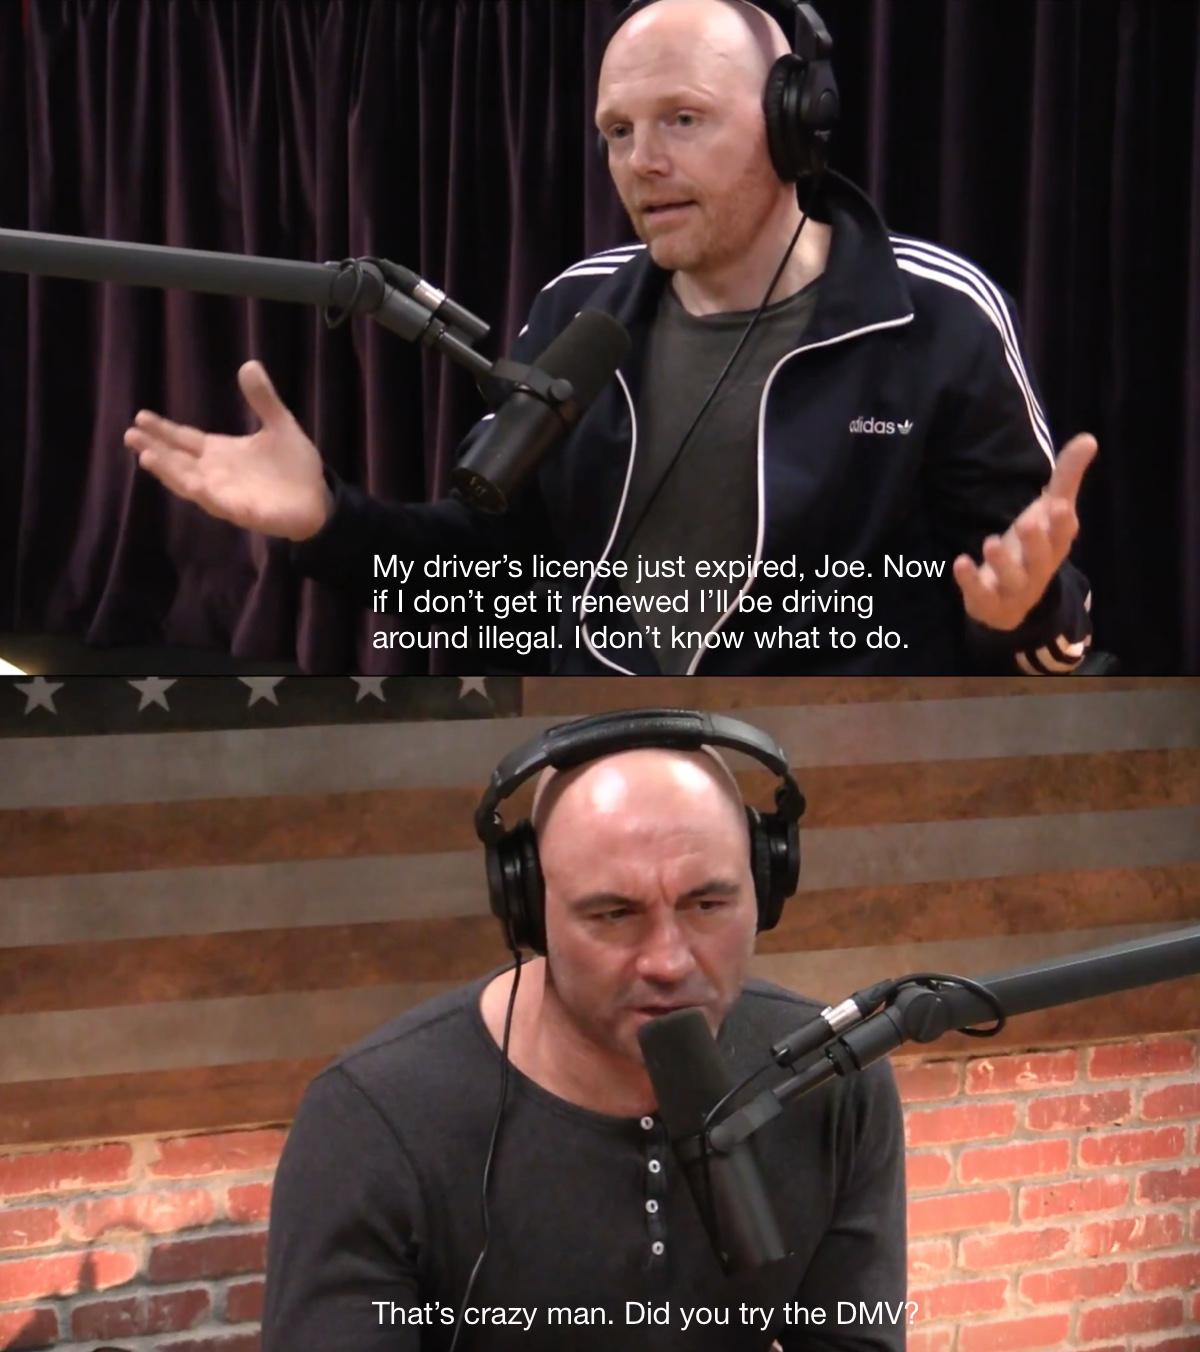 adidas
My driver's license just expired, Joe. Now
if I don't get it renewed I'll be driving
around illegal. I don't know what to do.
That's crazy man. Did you try the DMV?